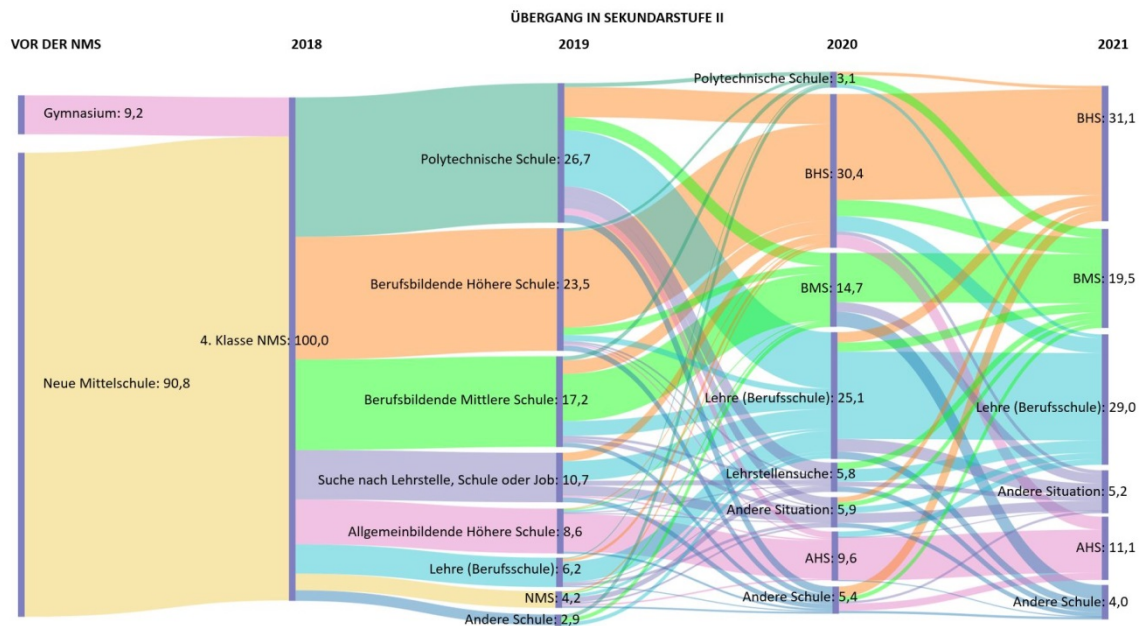 ÜBERGANG IN SEKUNDARSTUFE II
VOR DER NMS
2018
2019
2020
2021
Gymnasium: 9,2
Neue Mittelschule: 90,8
4. Klasse NMS: 100,0
Polytechnische Schule: 26,7
Berufsbildende Höhere Schule: 23,5
Berufsbildende Mittlere Schule: 17,2
Suche nach Lehrstelle, Schule oder Job: 10,7
Allgemeinbildende Höhere Schule: 8,6
Lehre (Berufsschule): 6,2
NMS: 4,2
Andere Schule: 2,9
Polytechnische Schule: 3,1
BHS: 30,4
BMS: 14,7
Lehre (Berufsschule): 25,1
Lehrstellensuche: 5,8
Andere Situation: 5,9
AHS: 9,6
Andere Schule: 5,4
BHS: 31,1
BMS: 19,5
Lehre (Berufsschule): 29,0
Andere Situation: 5,2
AHS: 11,1
Andere Schule: 4,0